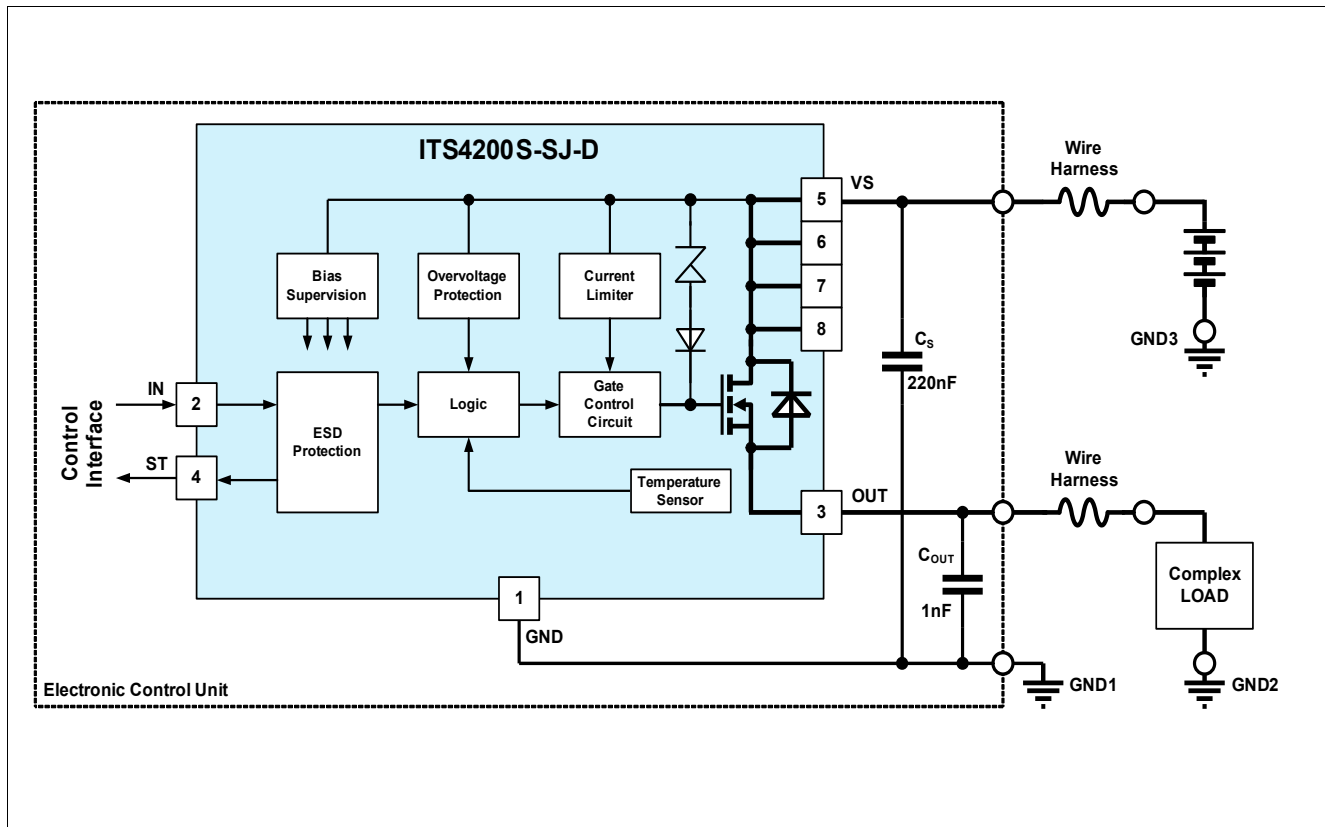 ITS4200S-SJ-D
VS
5
6
7
8
Wire
Harness
Bias
Supervision
Overvoltage
Protection
Current
Limiter
GND3
CS
220nF
Control
Interface
IN
2
ST
4
ESD
Protection
Logic
Gate
Control
Circuit
Temperature
Sensor
3
OUT
Wire
Harness
COUT
1nF
Complex
LOAD
1
GND
Electronic Control Unit
GND1
GND2